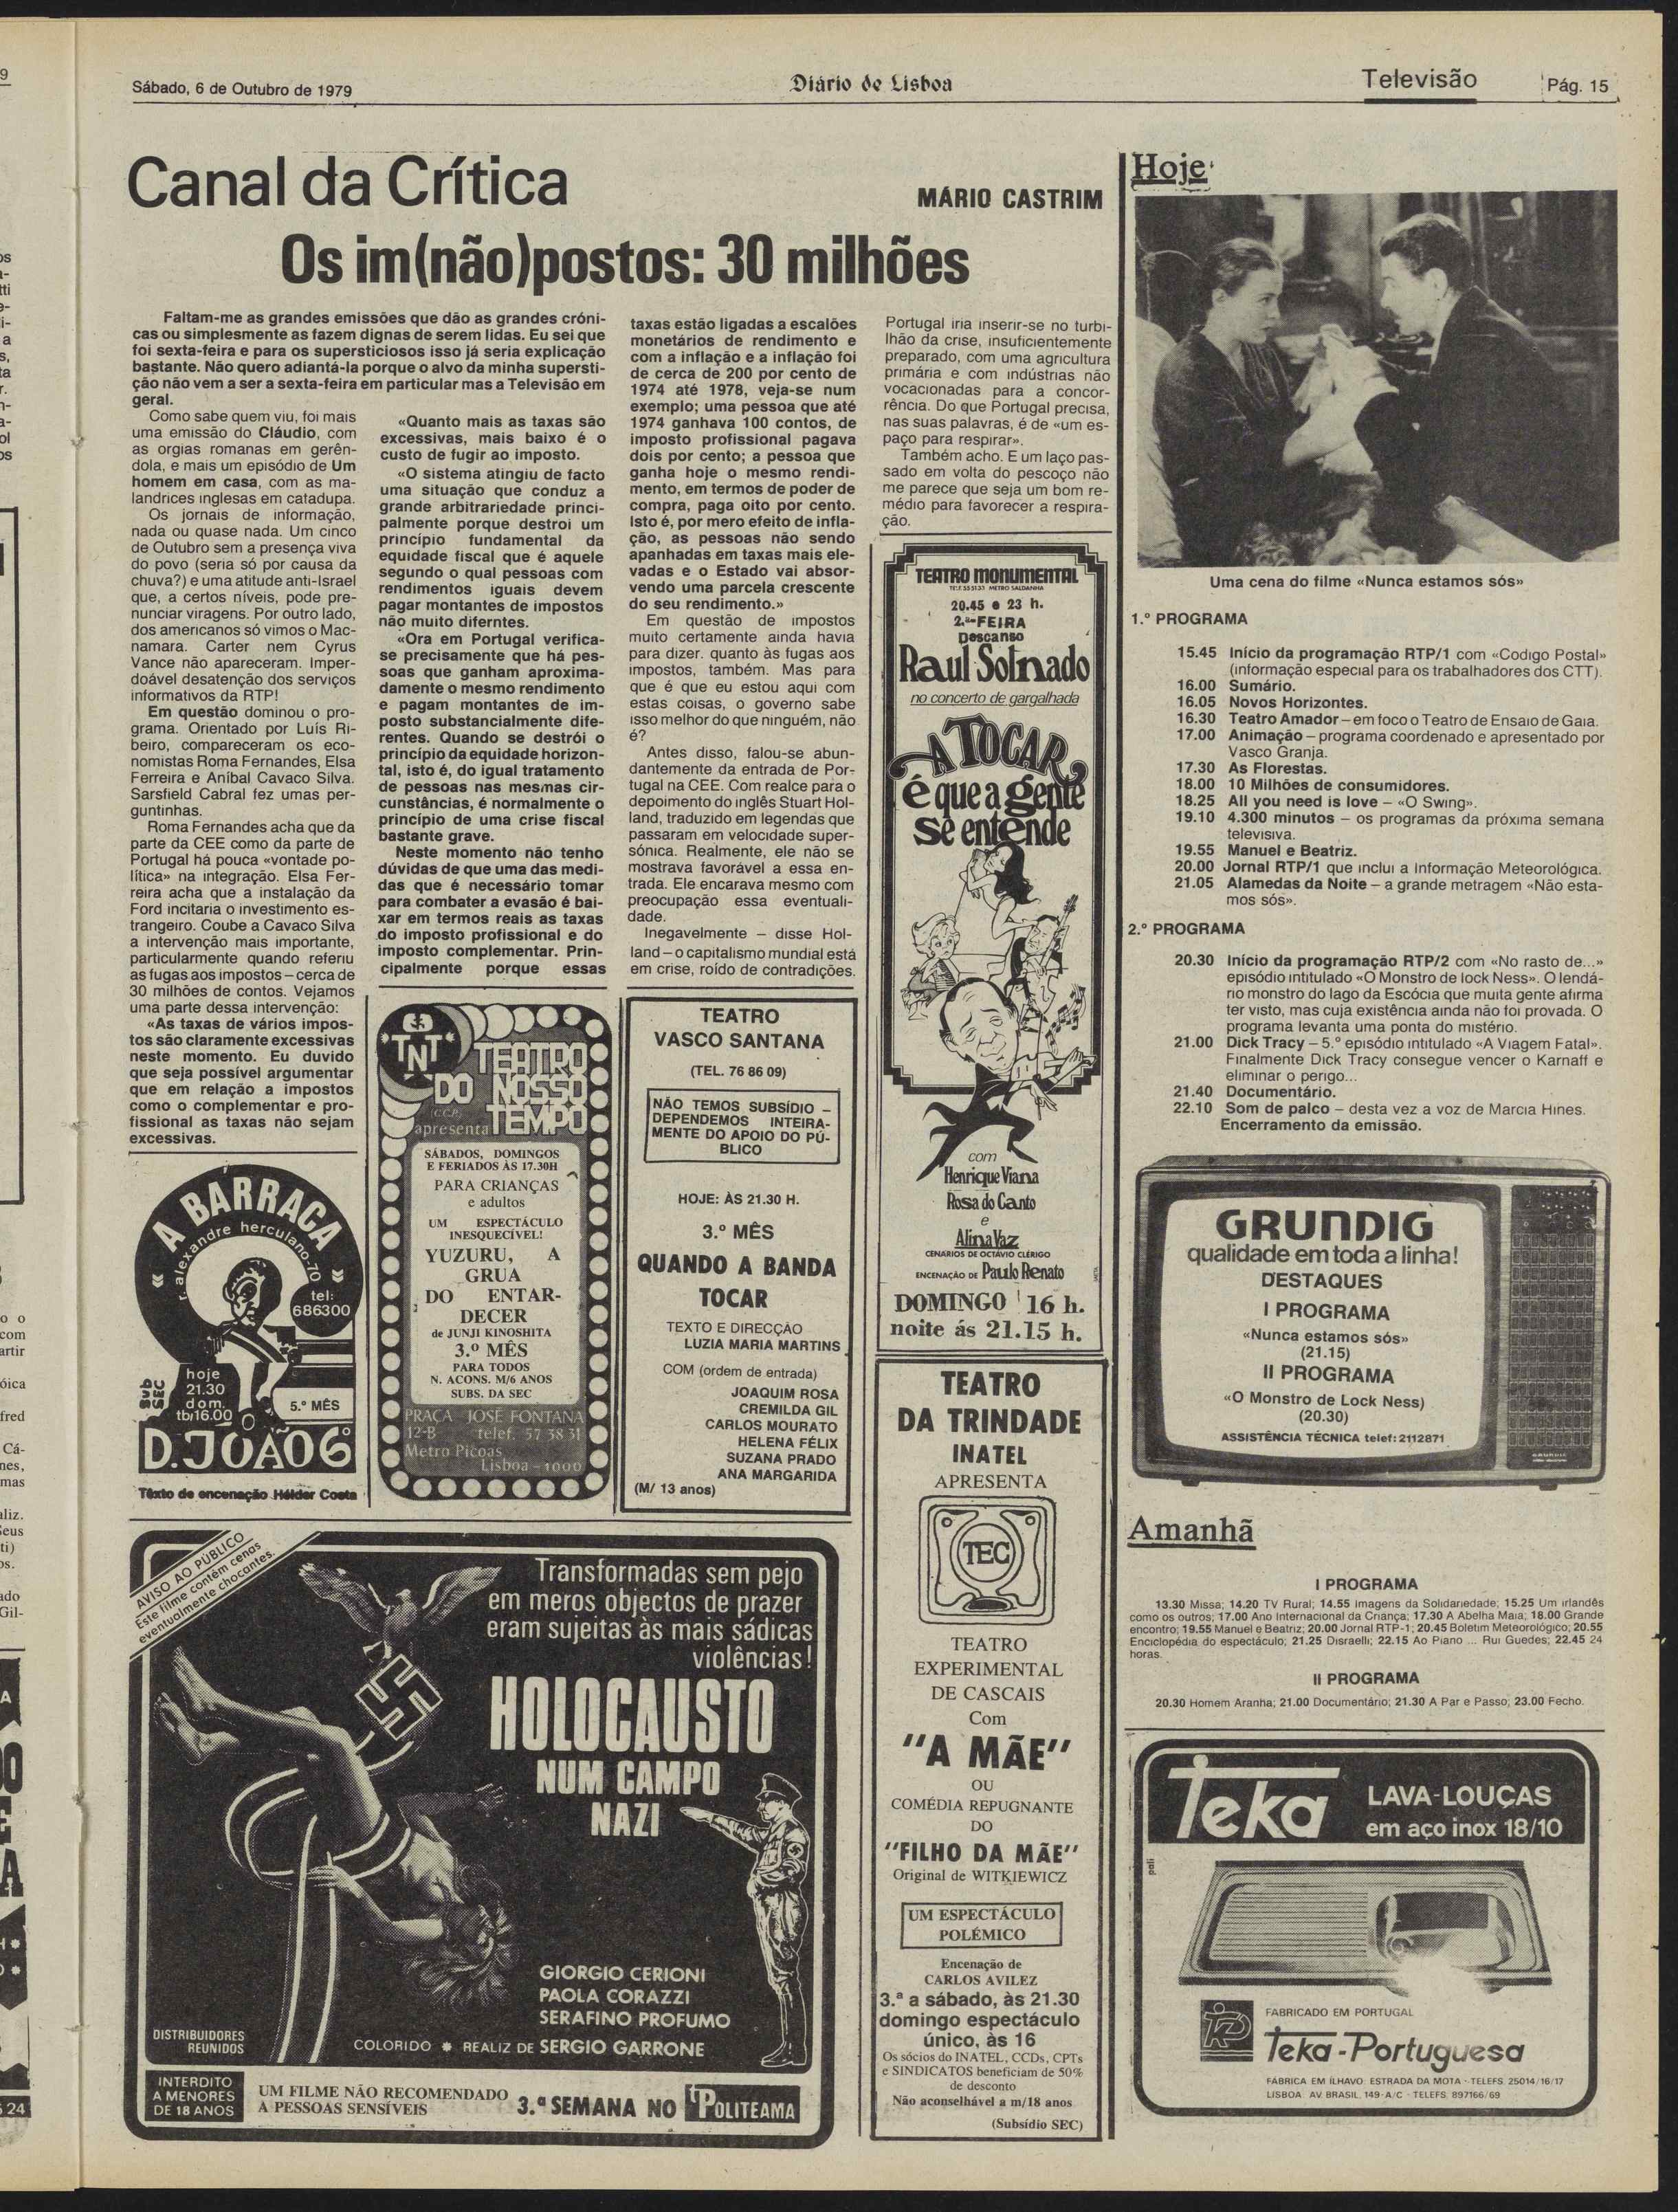 Sábado, 6 de Outubro de 1979
Diário de Lisboa
Televisão
Pág. 15
Canal da Crítica
MÁRIO CASTRIM
Os im(não)postos: 30 milhões
Faltam-me as grandes emissões que dão as grandes cróni-
cas ou simplesmente as fazem dignas de serem lidas. Eu sei que
foi sexta-feira e para os supersticiosos isso já seria explicação
bastante. Não quero adiantá-la porque o alvo da minha supersti-
ção não vem a ser a sexta-feira em particular mas a Televisão em
geral.
Como sabe quem viu, foi mais
uma emissão do Cláudio, com
as orgias romanas em gerên-
dola, e mais um episódio de Um
homem em casa, com as ma-
landrices inglesas em catadupa.
Os jornais de informação,
nada ou quase nada. Um cinco
de Outubro sem a presença viva
do povo (seria só por causa da
chuva?) e uma atitude anti-Israel
que, a certos níveis, pode pre-
nunciar viragens. Por outro lado,
dos americanos só vimos o Mac-
namara. Carter nem Cyrus
Vance não apareceram. Imper-
doável desatenção dos serviços
informativos da RTP!
Em questão dominou o pro-
grama. Orientado por Luís Ri-
beiro, compareceram os eco-
nomistas Roma Fernandes, Elsa
Ferreira e Aníbal Cavaco Silva.
Sarsfield Cabral fez umas per-
guntinhas.
Roma Fernandes acha que da
parte da CEE como da parte de
Portugal há pouca «vontade po-
lítica» na integração. Elsa Fer-
reira acha que a instalação da
Ford incitaria o investimento es-
trangeiro. Coube a Cavaco Silva
a intervenção mais importante,
particularmente quando referiu
as fugas aos impostos – cerca de
30 milhões de contos. Vejamos
uma parte dessa intervenção:
«As taxas de vários impos-
tos são claramente excessivas
neste momento. Eu duvido
que seja possível argumentar
que em relação a impostos
como o complementar e pro-
fissional as taxas não sejam
excessivas.
«Quanto mais as taxas são
excessivas, mais baixo é o
custo de fugir ao imposto.
«O sistema atingiu de facto
uma situação que conduz a
grande arbitrariedade princi-
palmente porque destroi um
princípio fundamental da
equidade fiscal que é aquele
segundo o qual pessoas com
rendimentos iguais devem
pagar montantes de impostos
não muito diferntes.
«Ora em Portugal verifica-
se precisamente que há pes-
soas que ganham aproxima-
damente o mesmo rendimento
e pagam montantes de im-
posto substancialmente dife-
rentes. Quando se destrói o
princípio da equidade horizon-
tal, isto é, do igual tratamento
de pessoas nas mesmas cir-
cunstâncias, é normalmente o
princípio de uma crise fiscal
bastante grave.
Neste momento não tenho
dúvidas de que uma das medi-
das que é necessário tomar
para combater a evasão é bai-
xar em termos reais as taxas
do imposto profissional e do
imposto complementar. Prin-
cipalmente porque essas
taxas estão ligadas a escalões
monetários de rendimento e
com a inflação e a inflação foi
de cerca de 200 por cento de
1974 até 1978, veja-se num
exemplo; uma pessoa que até
1974 ganhava 100 contos, de
imposto profissional pagava
dois por cento; a pessoa que
ganha hoje o mesmo rendi-
mento, em termos de poder de
compra, paga oito por cento.
Isto é, por mero efeito de infla-
ção, as pessoas não sendo
apanhadas em taxas mais ele-
vadas e o Estado vai absor-
vendo uma parcela crescente
do seu rendimento.»
Em questão de impostos
muito certamente ainda havia
para dizer. quanto às fugas aos
impostos, também. Mas para
que é que eu estou aqui com
estas coisas, o governo sabe
isso melhor do que ninguém, não
é?
Antes disso, falou-se abun-
dantemente da entrada de Por-
tugal na CEE. Com realce para o
depoimento do inglês Stuart Hol-
land, traduzido em legendas que
passaram em velocidade super-
sónica. Realmente, ele não se
mostrava favorável a essa en-
trada. Ele encarava mesmo com
preocupação essa eventuali-
dade.
Inegavelmente – disse Hol-
land – o capitalismo mundial está
em crise, roído de contradições.
Portugal iria inserir-se no turbi-
lhão da crise, insuficientemente
preparado, com uma agricultura
primária e com indústrias não
vocacionadas para a concor-
rência. Do que Portugal precisa,
nas suas palavras, é de «um es-
paço para respirar».
Também acho. E um laço pas-
sado em volta do pescoço não
me parece que seja um bom re-
médio para favorecer a respira-
ção.
« A BARRACA »
r. alexandre herculano-70
tel:
686300
hoje
21.30
dom.
tb/16.00
SUB
SEC
5.º MÊS
D. JOÃO 6º
Têxto de encenação Hélder Costa
"TNT"
TEATRO
DO NOSSO
TEMPO
(C.C.P.)
apresenta
SÁBADOS, DOMINGOS
E FERIADOS ÀS 17.30H
PARA CRIANÇAS
e adultos
UM ESPECTÁCULO
INESQUECÍVEL!
YUZURU, A
GRUA
DO ENTAR-
DECER
de JUNJI KINOSHITA
3.º MÊS
PARA TODOS
N. ACONS. M/6 ANOS
SUBS. DA SEC
PRAÇA JOSÉ FONTANA
12-B telef. 57 38 31
Metro Picoas
Lisboa - 1000
TEATRO
VASCO SANTANA
(TEL. 76 86 09)
NÃO TEMOS SUBSÍDIO –
DEPENDEMOS INTEIRA-
MENTE DO APOIO DO PÚ-
BLICO
HOJE: ÀS 21.30 H.
3.º MÊS
QUANDO A BANDA
TOCAR
TEXTO E DIRECÇÃO
LUZIA MARIA MARTINS
COM (ordem de entrada)
JOAQUIM ROSA
CREMILDA GIL
CARLOS MOURATO
HELENA FÉLIX
SUZANA PRADO
ANA MARGARIDA
(M/ 13 anos)
TEATRO MONUMENTAL
TELF. 555133 METRO SALDANHA
20.45 e 23 h.
2.ª-FEIRA
Descanso
Raul Solnado
no concerto de gargalhada
A TOCAR
é que a gente
se entende
com
Henrique Viana
Rosa do Canto
e
Alina Vaz
CENÁRIOS DE OCTÁVIO CLÉRIGO
ENCENAÇÃO DE Paulo Renato
DOMINGO 16 h.
noite ás 21.15 h.
TEATRO
DA TRINDADE
INATEL
APRESENTA
TEC
TEATRO
EXPERIMENTAL
DE CASCAIS
Com
"A MÃE"
OU
COMÉDIA REPUGNANTE
DO
"FILHO DA MÃE"
Original de WITKIEWICZ
UM ESPECTÁCULO
POLÉMICO
Encenação de
CARLOS AVILEZ
3.ª a sábado, às 21.30
domingo espectáculo
único, às 16
Os sócios do INATEL, CCDs, CPTs
e SINDICATOS beneficiam de 50%
de desconto
Não aconselhável a m/18 anos
(Subsídio SEC)
AVISO AO PÚBLICO
Este filme contém cenas
eventualmente chocantes.
Transformadas sem pejo
em meros objectos de prazer
eram sujeitas às mais sádicas
violências!
HOLOCAUSTO
NUM CAMPO
NAZI
GIORGIO CERIONI
PAOLA CORAZZI
SERAFINO PROFUMO
DISTRIBUIDORES
REUNIDOS
COLORIDO * REALIZ DE SERGIO GARRONE
INTERDITO
A MENORES
DE 18 ANOS
UM FILME NÃO RECOMENDADO
A PESSOAS SENSÍVEIS
3.ª SEMANA NO POLITEAMA
Hoje
Uma cena do filme «Nunca estamos sós»
1.º PROGRAMA
15.45 Início da programação RTP/1 com «Codigo Postal»
(informação especial para os trabalhadores dos CTT).
16.00 Sumário.
16.05 Novos Horizontes.
16.30 Teatro Amador – em foco o Teatro de Ensaio de Gaia.
17.00 Animação – programa coordenado e apresentado por
Vasco Granja.
17.30 As Florestas.
18.00 10 Milhões de consumidores.
18.25 All you need is love – «O Swing».
19.10 4.300 minutos – os programas da próxima semana
televisiva.
19.55 Manuel e Beatriz.
20.00 Jornal RTP/1 que inclui a Informação Meteorológica.
21.05 Alamedas da Noite – a grande metragem «Não esta-
mos sós».
2.º PROGRAMA
20.30 Início da programação RTP/2 com «No rasto de...»
episódio intitulado «O Monstro de lock Ness». O lendá-
rio monstro do lago da Escócia que muita gente afirma
ter visto, mas cuja existência ainda não foi provada. O
programa levanta uma ponta do mistério.
21.00 Dick Tracy – 5.º episódio intitulado «A Viagem Fatal».
Finalmente Dick Tracy consegue vencer o Karnaff e
eliminar o perigo...
21.40 Documentário.
22.10 Som de palco – desta vez a voz de Marcia Hines.
Encerramento da emissão.
GRUNDIG
qualidade em toda a linha!
DESTAQUES
I PROGRAMA
«Nunca estamos sós»
(21.15)
II PROGRAMA
«O Monstro de Lock Ness)
(20.30)
ASSISTÊNCIA TÉCNICA telef: 2112871
GRUNDIG
Amanhã
I PROGRAMA
13.30 Missa; 14.20 TV Rural; 14.55 Imagens da Solidariedade; 15.25 Um irlandês
como os outros; 17.00 Ano Internacional da Criança; 17.30 A Abelha Maia; 18.00 Grande
encontro; 19.55 Manuel e Beatriz; 20.00 Jornal RTP-1; 20.45 Boletim Meteorológico; 20.55
Enciclopédia do espectáculo; 21.25 Disraelli; 22.15 Ao Piano ... Rui Guedes; 22.45 24
horas.
II PROGRAMA
20.30 Homem Aranha; 21.00 Documentário; 21.30 A Par e Passo; 23.00 Fecho.
Teka
LAVA-LOUÇAS
em aço inox 18/10
pali
FABRICADO EM PORTUGAL
Teka-Portuguesa
FÁBRICA EM ÍLHAVO: ESTRADA DA MOTA - TELEFS. 25014/16/17
LISBOA AV. BRASIL, 149-A/C - TELEFS. 897166/69